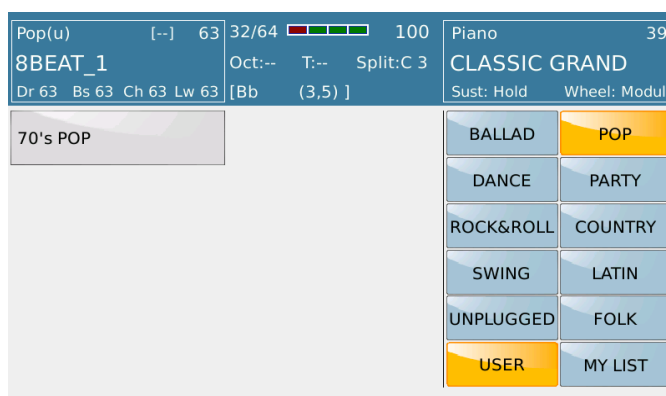 Pop(u) [--] 63
8BEAT_1
Dr 63 Bs 63 Ch 63 Lw 63
32/64 100
Oct:-- T:-- Split:C 3
[Bb (3,5) ]
Piano 39
CLASSIC GRAND
Sust: Hold Wheel: Modul
70's POP
BALLAD POP
DANCE PARTY
ROCK&ROLL COUNTRY
SWING LATIN
UNPLUGGED FOLK
USER MY LIST